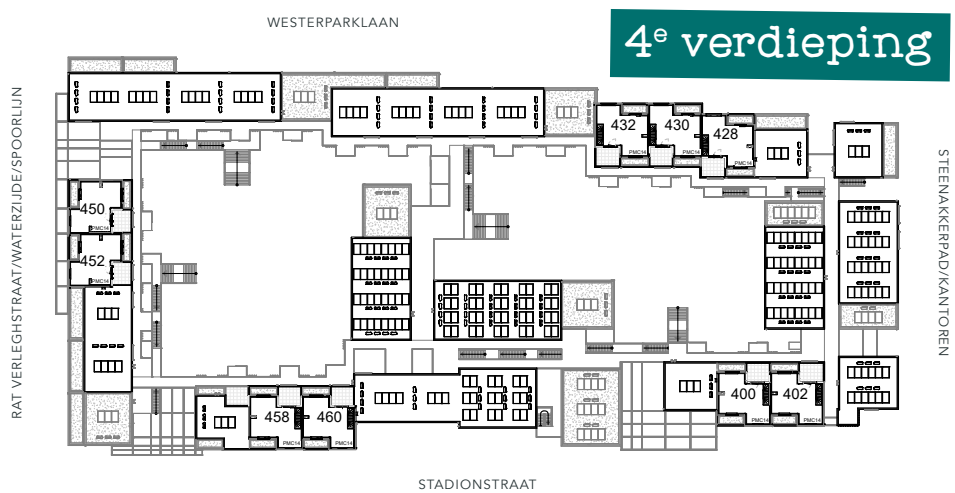 WESTERPARKLAAN
4e verdieping
RAT VERLEGHSTRAAT/WATERZIJDE/SPOORLIJN
STEENAKKERPAD/KANTOREN
432
430
428
PMC14
PMC14
PMC14
450
PMC14
452
PMC14
458
460
PMC14
PMC14
400
402
PMC14
PMC14
STADIONSTRAAT